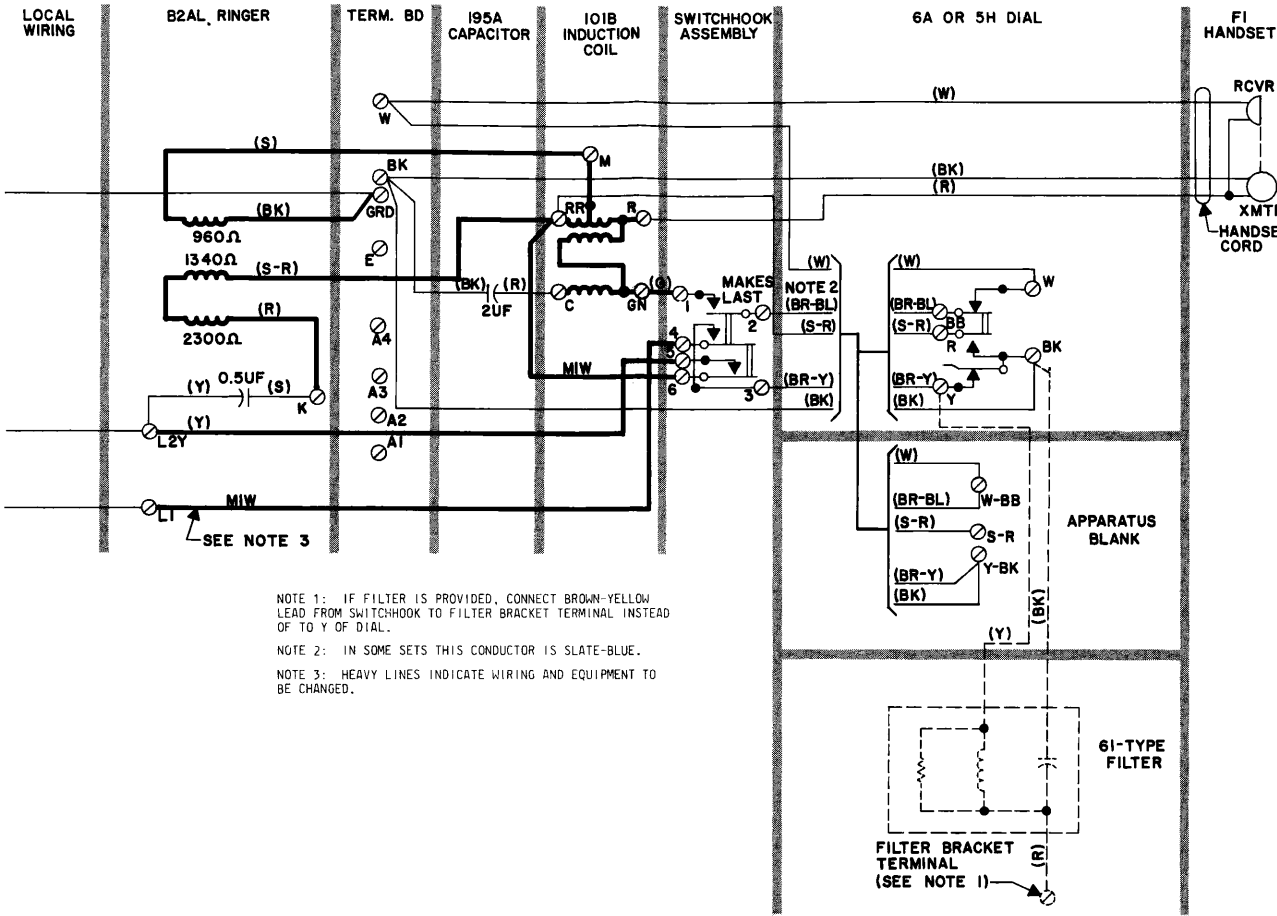 LOCAL WIRING
B2AL, RINGER
TERM. BD
195A CAPACITOR
101B INDUCTION COIL
SWITCHHOOK ASSEMBLY
6A OR 5H DIAL
F1 HANDSET
W
(W)
RCVR
(S)
M
BK
(BK)
(R)
GRD
RR
R
XMTR
(BK)
960Ω
HANDSE
CORD
1340Ω
E
(S-R)
(BK)
(R)
2UF
C
GN
(G)
1
MAKES LAST
2
(W)
NOTE 2
(BR-BL)
(S-R)
(W)
W
(BR-BL)
BB
(S-R)
R
(R)
2300Ω
A4
4
5
6
MIW
3
(BR-Y)
(BK)
BK
(BR-Y)
Y
(BK)
(Y)
0.5UF
(S)
K
A3
A2
A1
L2Y
(Y)
L1
MIW
SEE NOTE 3
(W)
(BR-BL)
W-BB
(S-R)
S-R
Y-BK
(BR-Y)
(BK)
APPARATUS BLANK
(BK)
(Y)
NOTE 1: IF FILTER IS PROVIDED, CONNECT BROWN-YELLOW
LEAD FROM SWITCHHOOK TO FILTER BRACKET TERMINAL INSTEAD
OF TO Y OF DIAL.
NOTE 2: IN SOME SETS THIS CONDUCTOR IS SLATE-BLUE.
NOTE 3: HEAVY LINES INDICATE WIRING AND EQUIPMENT TO
BE CHANGED.
61-TYPE FILTER
FILTER BRACKET
TERMINAL
(SEE NOTE 1)
(R)